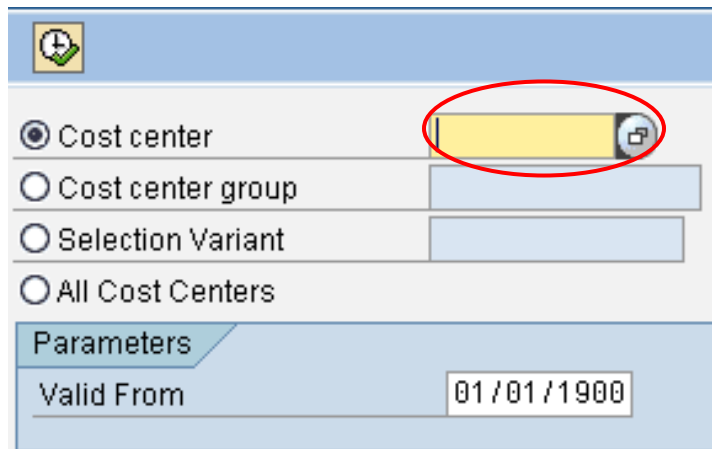 Cost center
Cost center group
Selection Variant
All Cost Centers
Parameters
Valid From 01/01/1900